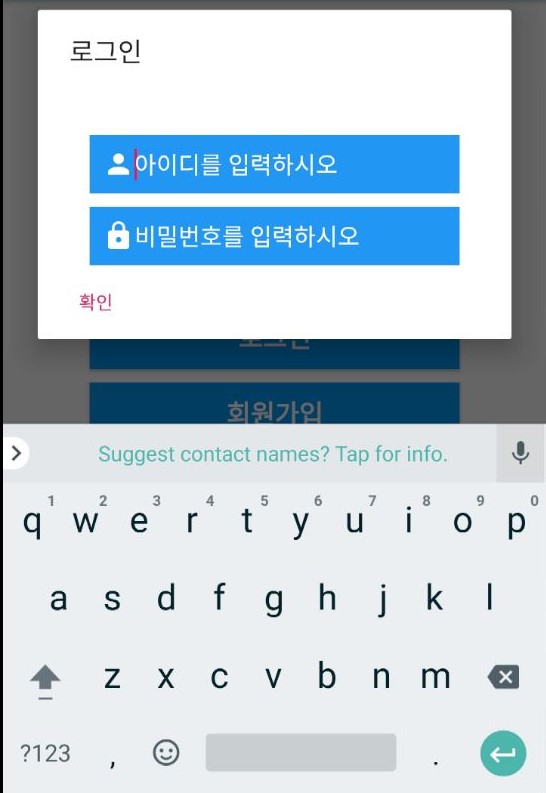 로그인
아이디를 입력하시오
비밀번호를 입력하시오
확인
로그인
회원가입
Suggest contact names? Tap for info.
1 2 3 4 5 6 7 8 9 0
q w e r t y u i o p
a s d f g h j k l
z x c v b n m
?123 , .